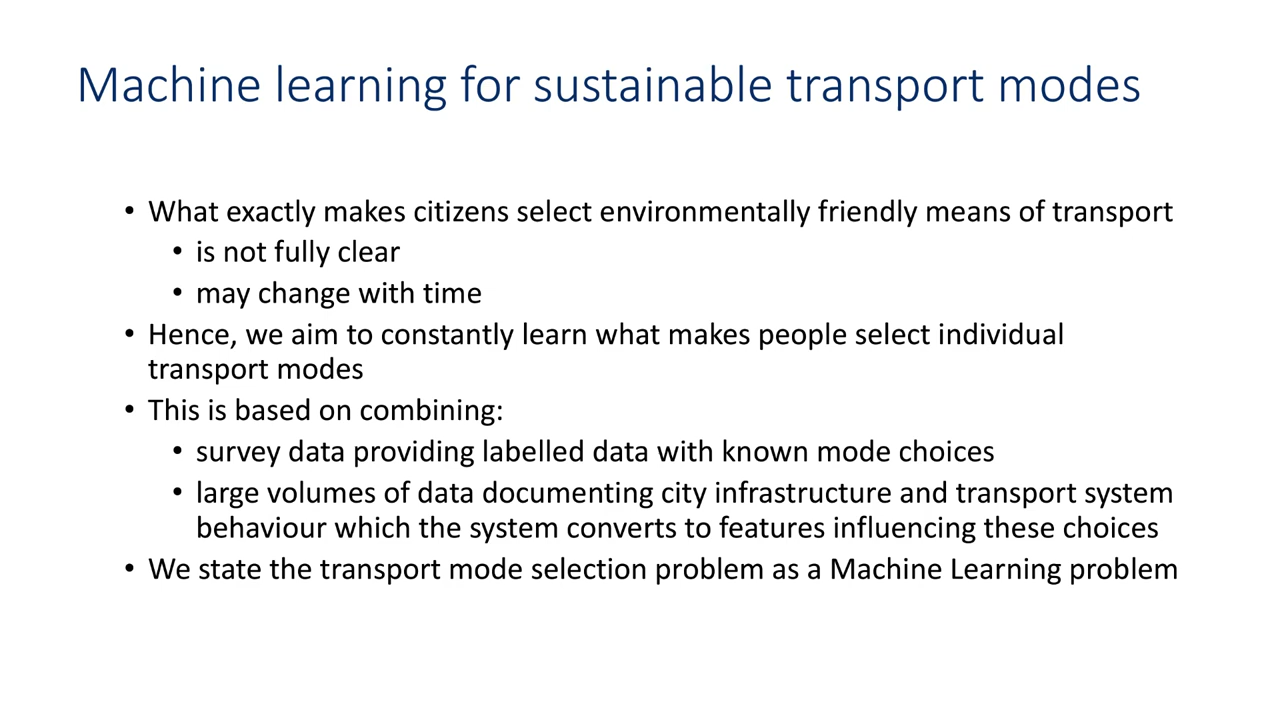 Machine learning for sustainable transport modes
• What exactly makes citizens select environmentally friendly means of transport
• is not fully clear
• may change with time
• Hence, we aim to constantly learn what makes people select individual
transport modes
• This is based on combining:
• survey data providing labelled data with known mode choices
• large volumes of data documenting city infrastructure and transport system
behaviour which the system converts to features influencing these choices
• We state the transport mode selection problem as a Machine Learning problem